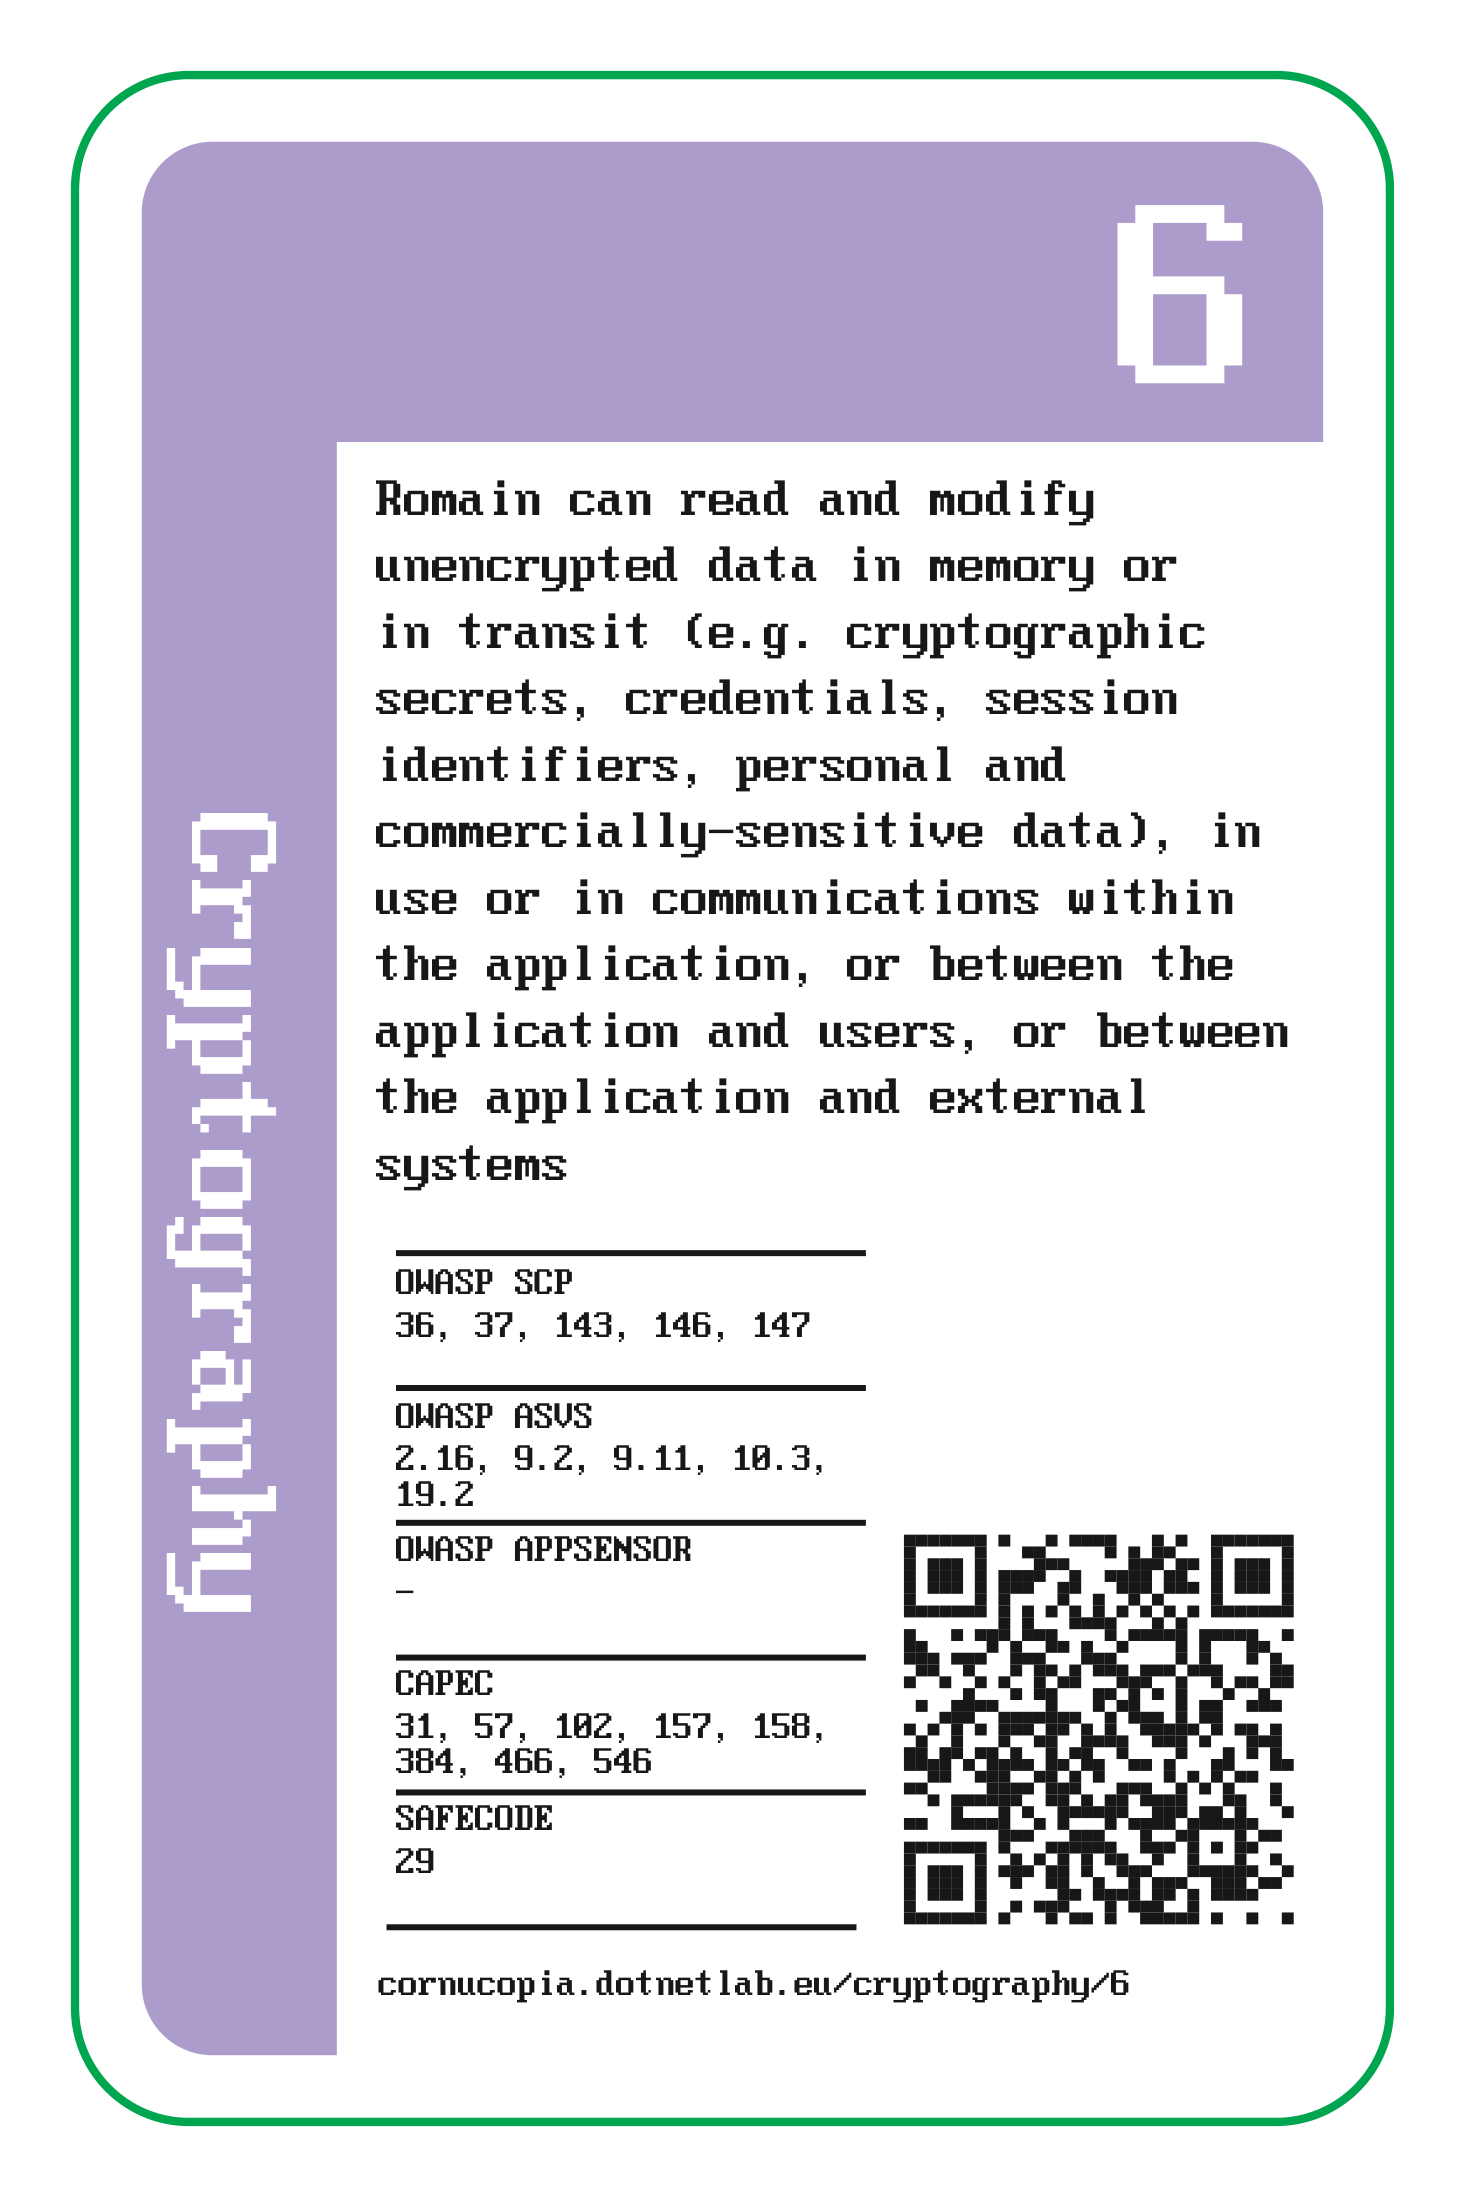 6
Cryptography
Romain can read and modify
unencrypted data in memory or
in transit (e.g. cryptographic
secrets, credentials, session
identifiers, personal and
commercially-sensitive data), in
use or in communications within
the application, or between the
application and users, or between
the application and external
systems
OWASP SCP
36, 37, 143, 146, 147
OWASP ASVS
2.16, 9.2, 9.11, 10.3,
19.2
OWASP APPSENSOR
-
CAPEC
31, 57, 102, 157, 158,
384, 466, 546
SAFECODE
29
cornucopia.dotnetlab.eu/cryptography/6